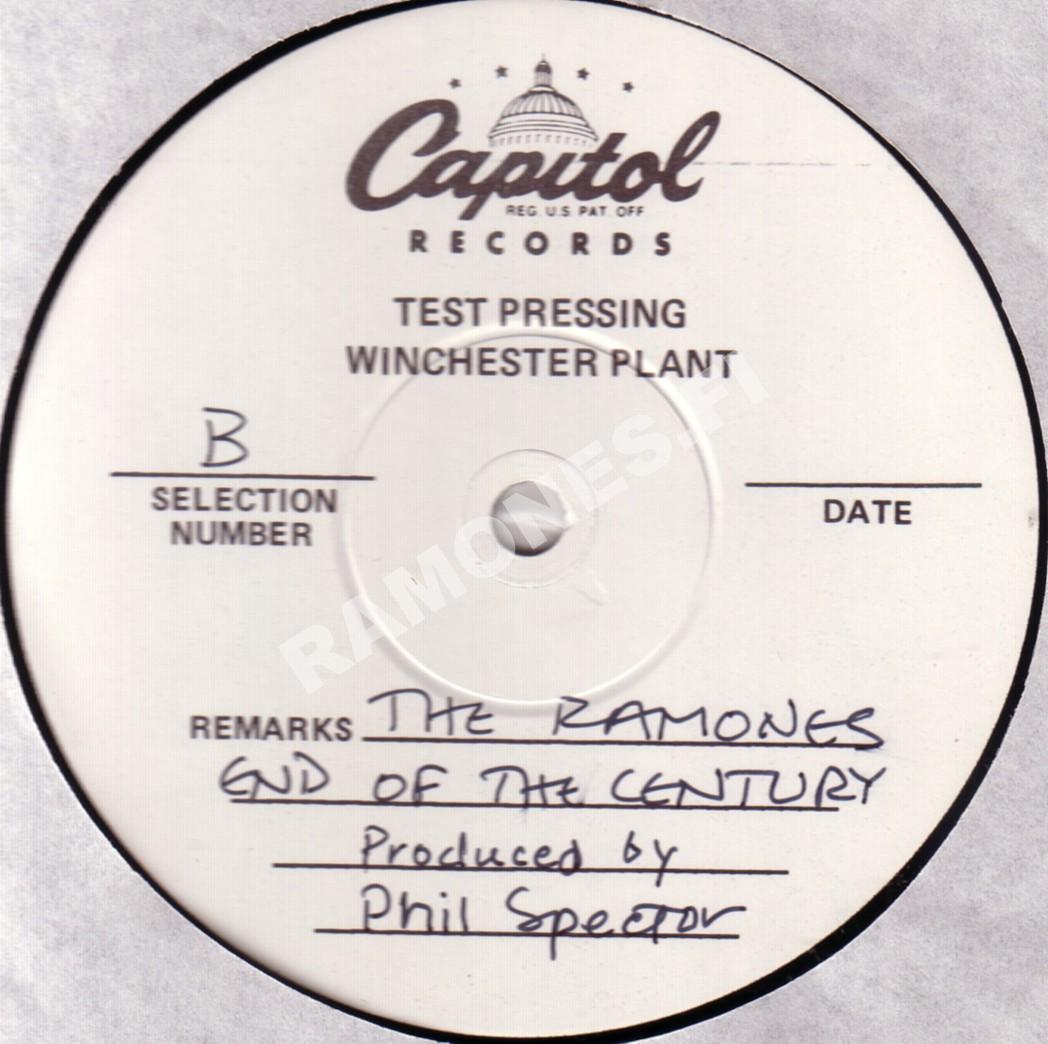 Capitol
REG. U.S. PAT. OFF.
RECORDS
TEST PRESSING
WINCHESTER PLANT
B
SELECTION
NUMBER
DATE
RAMONES.FI
REMARKS THE RAMONES
END OF THE CENTURY
Produced by
Phil Spector